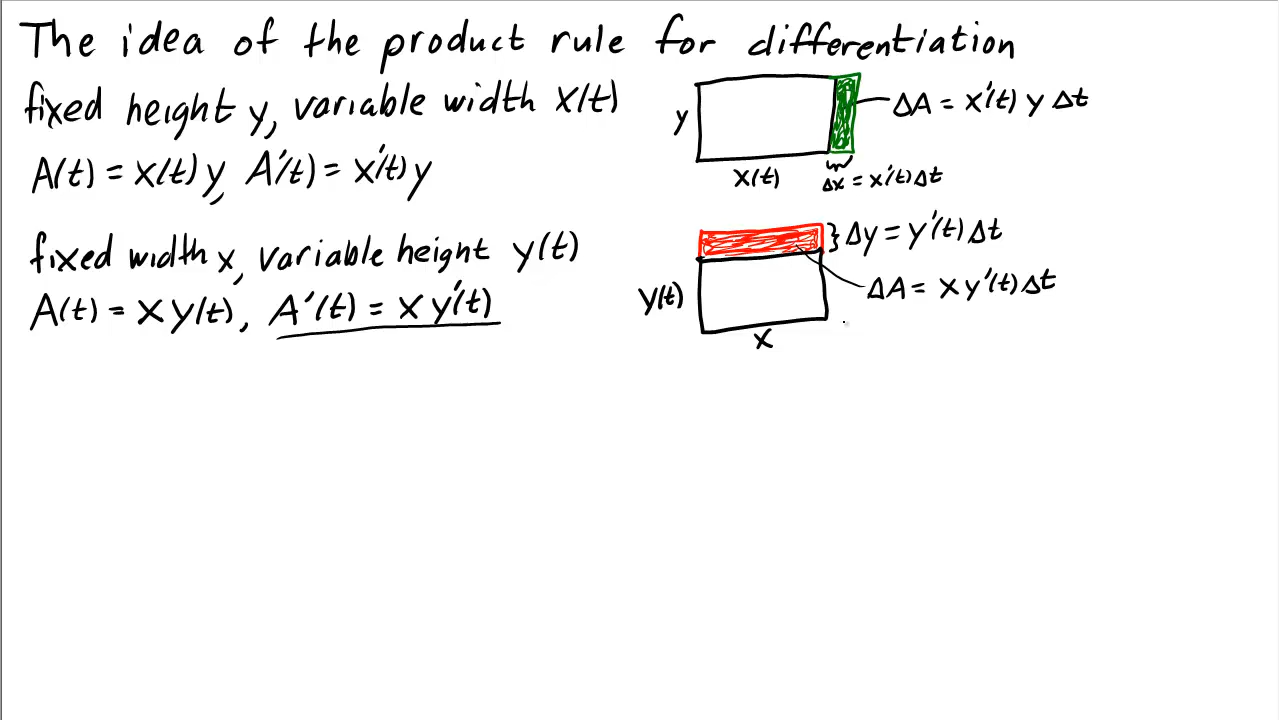 The idea of the product rule for differentiation
fixed height y, variable width x(t)
A(t) = x(t) y, A'(t) = x'(t) y
y
ΔA = x'(t) y Δt
x(t)
Δx = x'(t) Δt
fixed width x, variable height y(t)
A(t) = x y(t), A'(t) = x y'(t)
Δy = y'(t) Δt
y(t)
ΔA = x y'(t) Δt
x